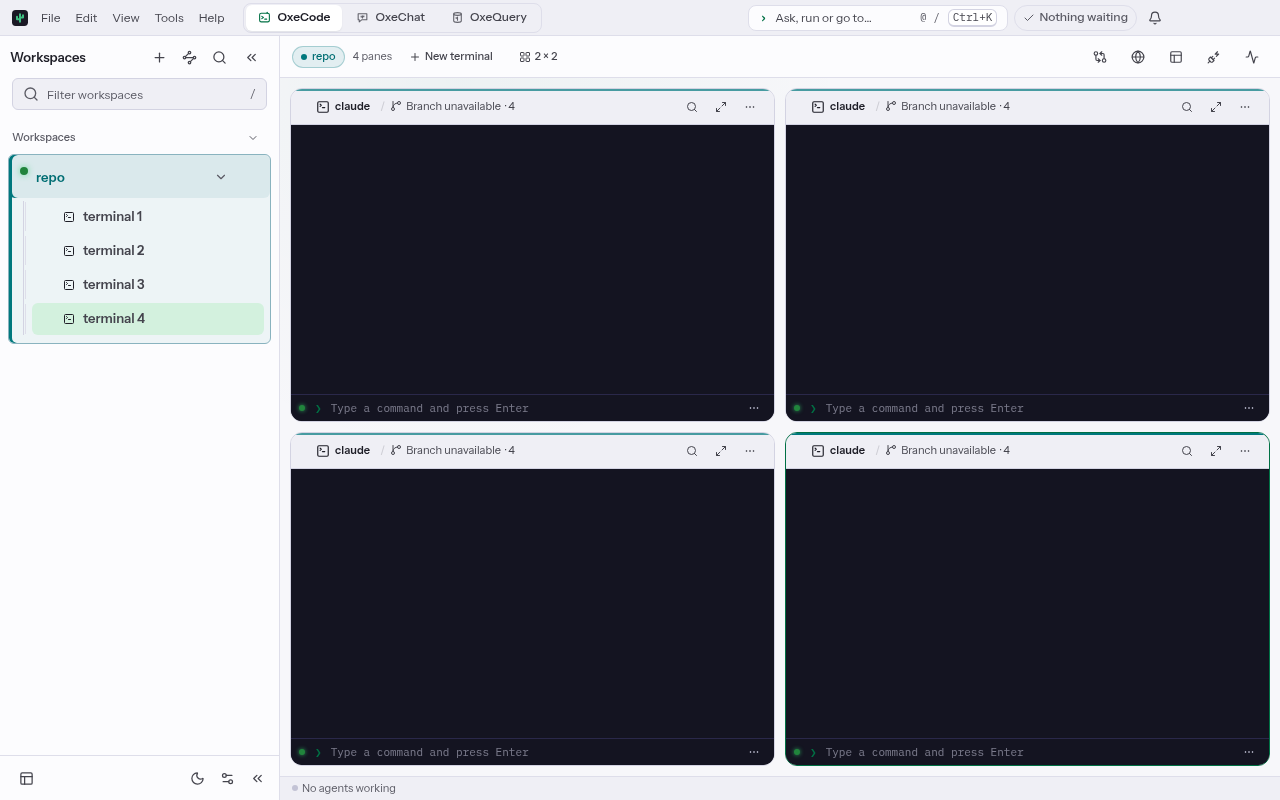 File Edit View Tools Help OxeCode OxeChat OxeQuery Ask, run or go to... @ / Ctrl+K Nothing waiting
Workspaces
Filter workspaces /
Workspaces
repo
terminal 1
terminal 2
terminal 3
terminal 4
repo 4 panes New terminal 2 × 2
claude / Branch unavailable · 4
Type a command and press Enter
claude / Branch unavailable · 4
Type a command and press Enter
claude / Branch unavailable · 4
Type a command and press Enter
claude / Branch unavailable · 4
Type a command and press Enter
No agents working